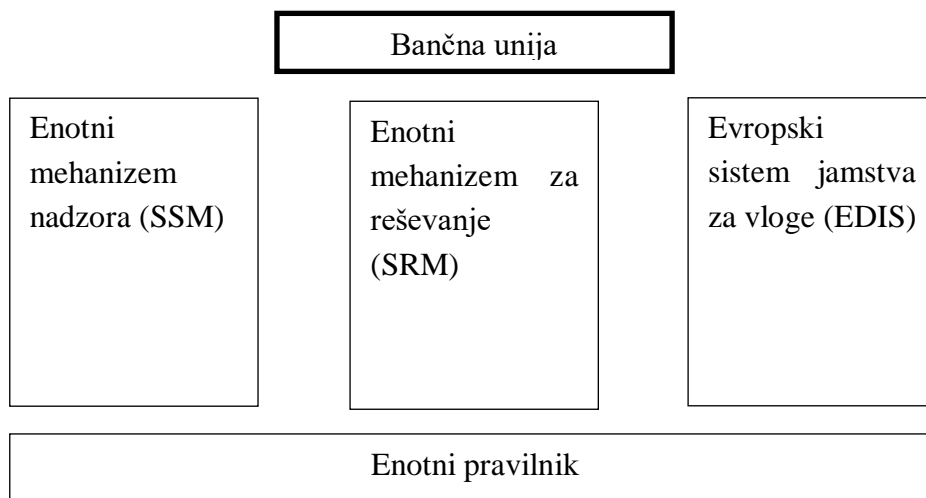 Bančna unija
Enotni
mehanizem
nadzora (SSM)
Enotni
mehanizem za
reševanje
(SRM)
Evropski
sistem jamstva
za vloge (EDIS)
Enotni pravilnik